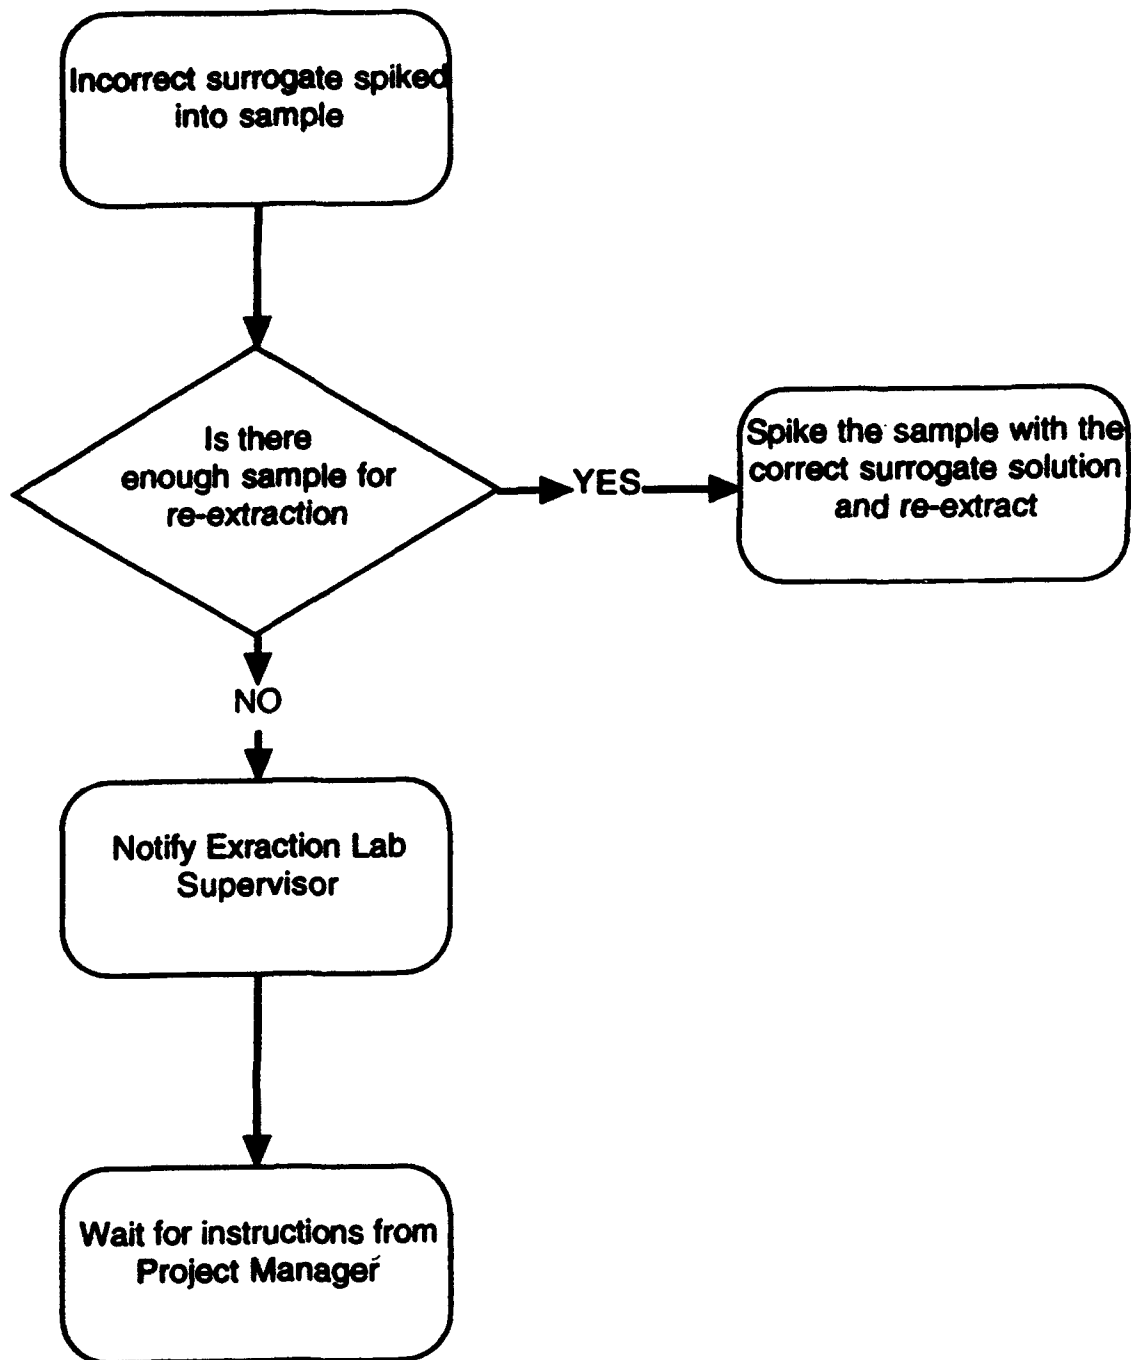 Incorrect surrogate spiked
into sample
Is there
enough sample for
re-extraction
YES
Spike the sample with the
correct surrogate solution
and re-extract
NO
Notify Exraction Lab
Supervisor
Wait for instructions from
Project Manager